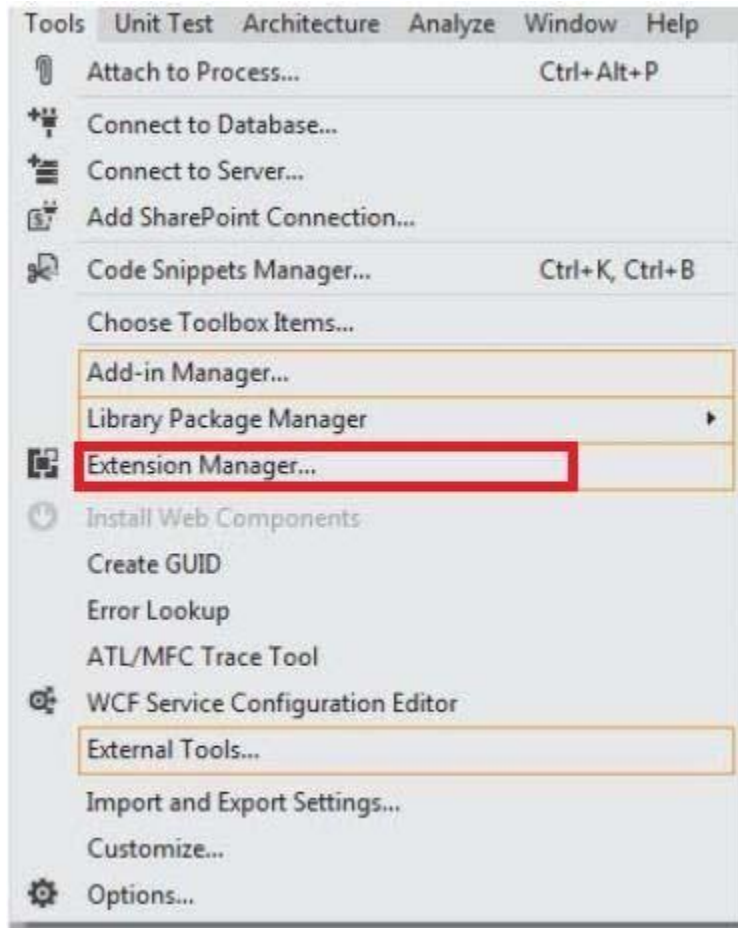 Tools Unit Test Architecture Analyze Window Help
Attach to Process... Ctrl+Alt+P
Connect to Database...
Connect to Server...
Add SharePoint Connection...
Code Snippets Manager... Ctrl+K, Ctrl+B
Choose Toolbox Items...
Add-in Manager...
Library Package Manager
Extension Manager...
Install Web Components
Create GUID
Error Lookup
ATL/MFC Trace Tool
WCF Service Configuration Editor
External Tools...
Import and Export Settings...
Customize...
Options...